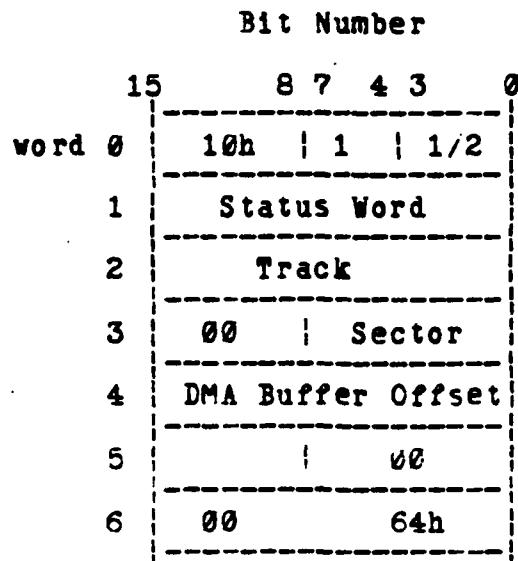 Bit Number
15 8 7 4 3 0
word 0 10h | 1 | 1/2
1 Status Word
2 Track
3 00 | Sector
4 DMA Buffer Offset
5 | 00
6 00 64h